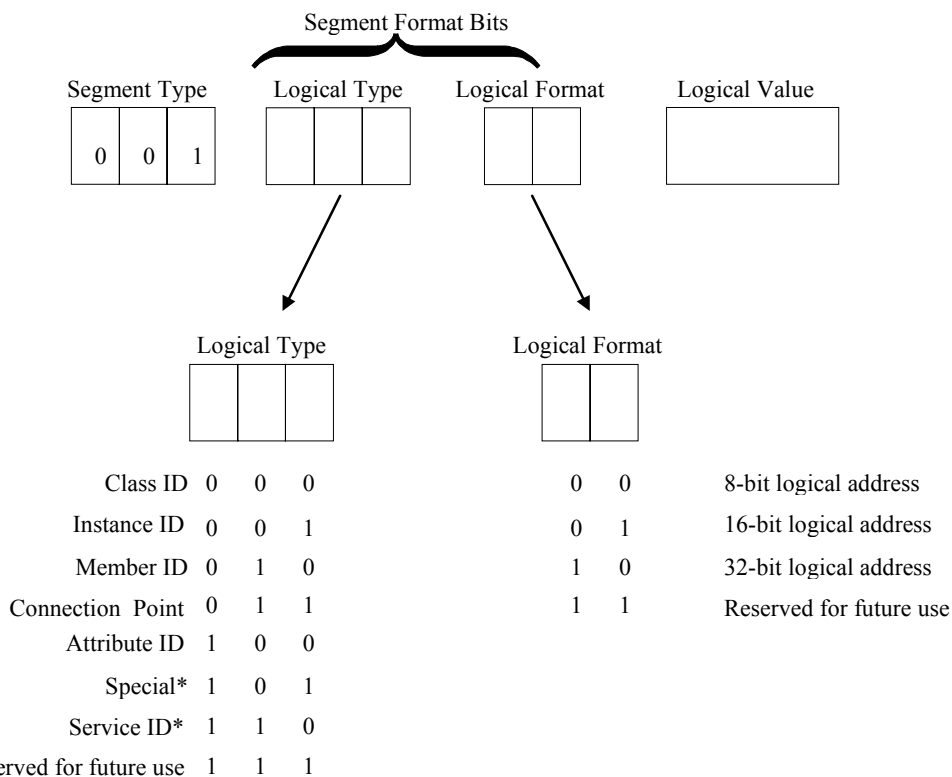 Segment Format Bits
Segment Type Logical Type Logical Format Logical Value
0 0 1
Logical Type Logical Format
Class ID 0 0 0 0 0 8-bit logical address
Instance ID 0 0 1 0 1 16-bit logical address
Member ID 0 1 0 1 0 32-bit logical address
Connection Point 0 1 1 1 1 Reserved for future use
Attribute ID 1 0 0
Special* 1 0 1
Service ID* 1 1 0
for future use 1 1 1